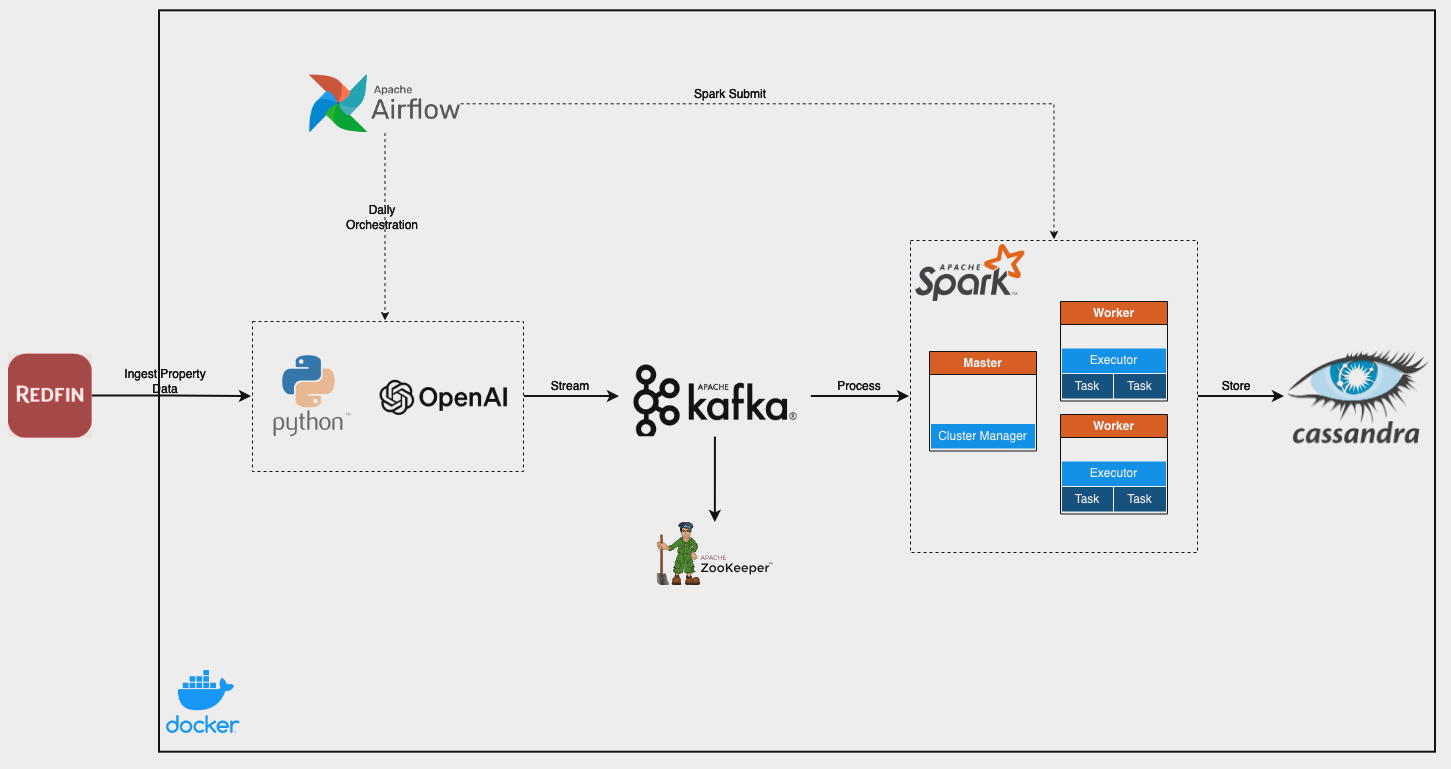 APACHE
Airflow
Spark Submit
Daily
Orchestration
APACHE
Spark™
Worker
Executor
Task Task
Master
Cluster Manager
Worker
Executor
Task Task
REDFIN
Ingest Property
Data
python™
OpenAI
Stream
APACHE
kafka®
Process
Store
cassandra
APACHE
ZooKeeper™
docker